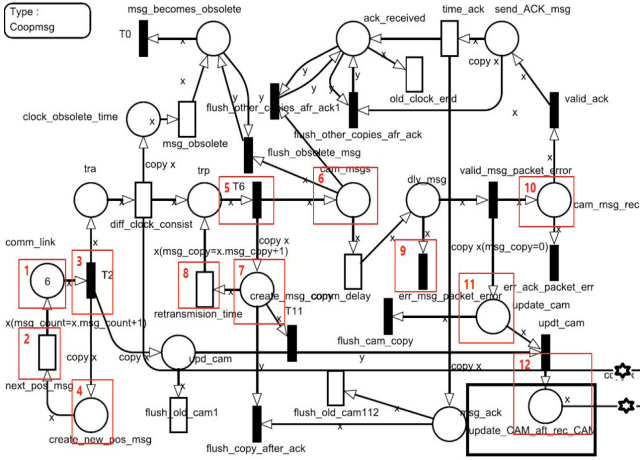 Type :
Coopmsg
msg_becomes_obsolete
ack_received
time_ack
send_ACK_msg
T0
x
x
x
y
y
y
y
y
copy x
x
x
old_clock_end
valid_ack
flush_other_copies_afr_ack1
flush_other_copies_afr_ack
clock_obsolete_time
x
msg_obsolete
flush_obsolete_msg
x
x
x
tra
copy x
trp
5
T6
6
cam_msgs
dly_msg
valid_msg_packet_error
10
x
x
x
x
x
x
x
cam_msg_rec
diff_clock_consist
copy x
x
x
x
comm_link
x(msg_copy=x.msg_copy+1)
9
copy x(msg_copy=0)
x
1
6
x
3
T2
8
x
7
create_msg_copy
comm_delay
11
err_ack_packet_err
retransmision_time
err_msg_packet_error
update_cam
x(msg_count=x.msg_count+1)
x
T11
x
updt_cam
2
copy x
copy x
upd_cam
flush_cam_copy
12
y
copy x
next_pos_msg
4
x
x
y
x
x
create_new_pos_msg
flush_old_cam1
flush_old_cam112
x
msg_ack
x
update_CAM_aft_rec_CAM
flush_copy_after_ack
x